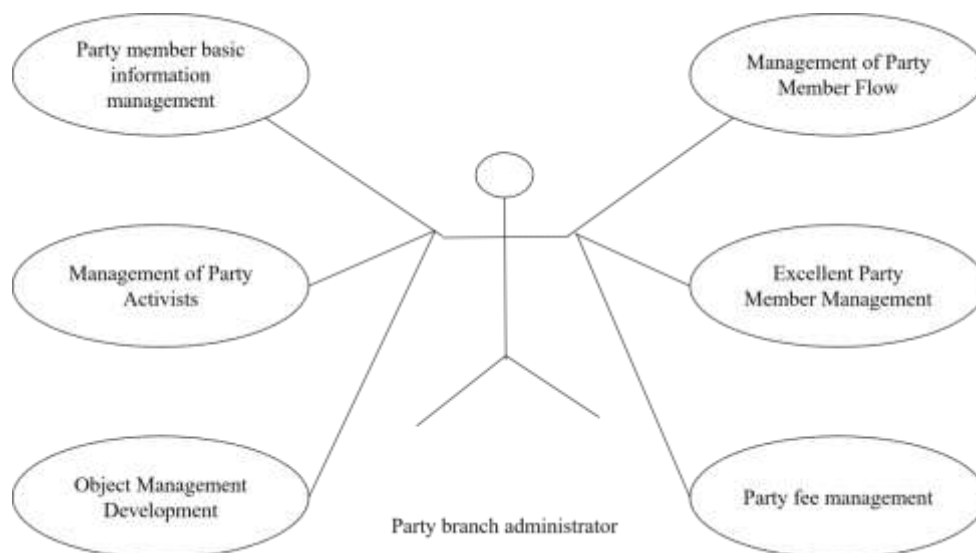 Party member basic
information
management
Management of Party
Member Flow
Management of Party
Activists
Excellent Party
Member Management
Object Management
Development
Party fee management
Party branch administrator